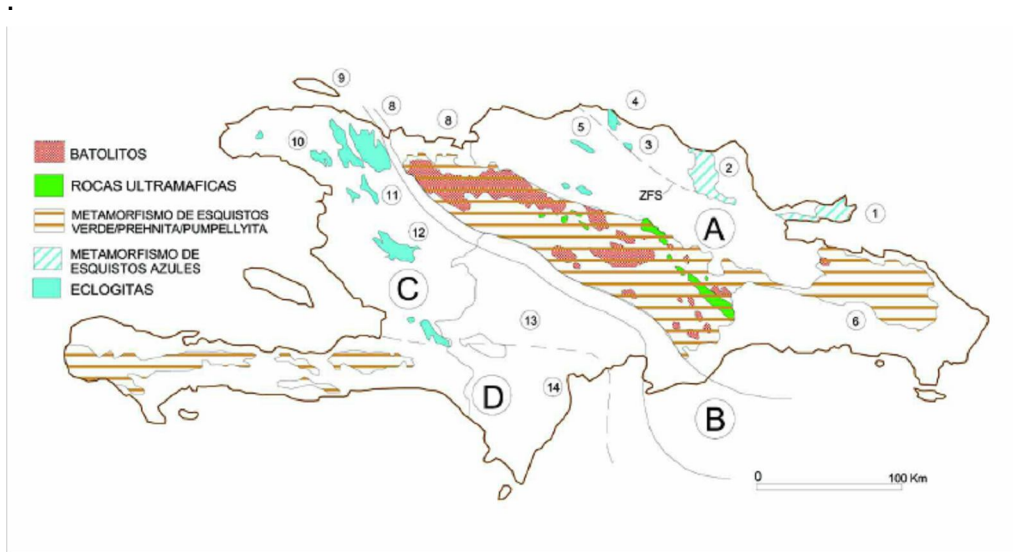 .
9
8
4
8
5
10
3
BATOLITOS
2
ROCAS ULTRAMAFICAS
11
ZFS
METAMORFISMO DE ESQUISTOS
VERDE/PREHNITA/PUMPELLYITA
1
12
A
METAMORFISMO DE
ESQUISTOS AZULES
ECLOGITAS
C
13
6
14
D
B
0
100 Km